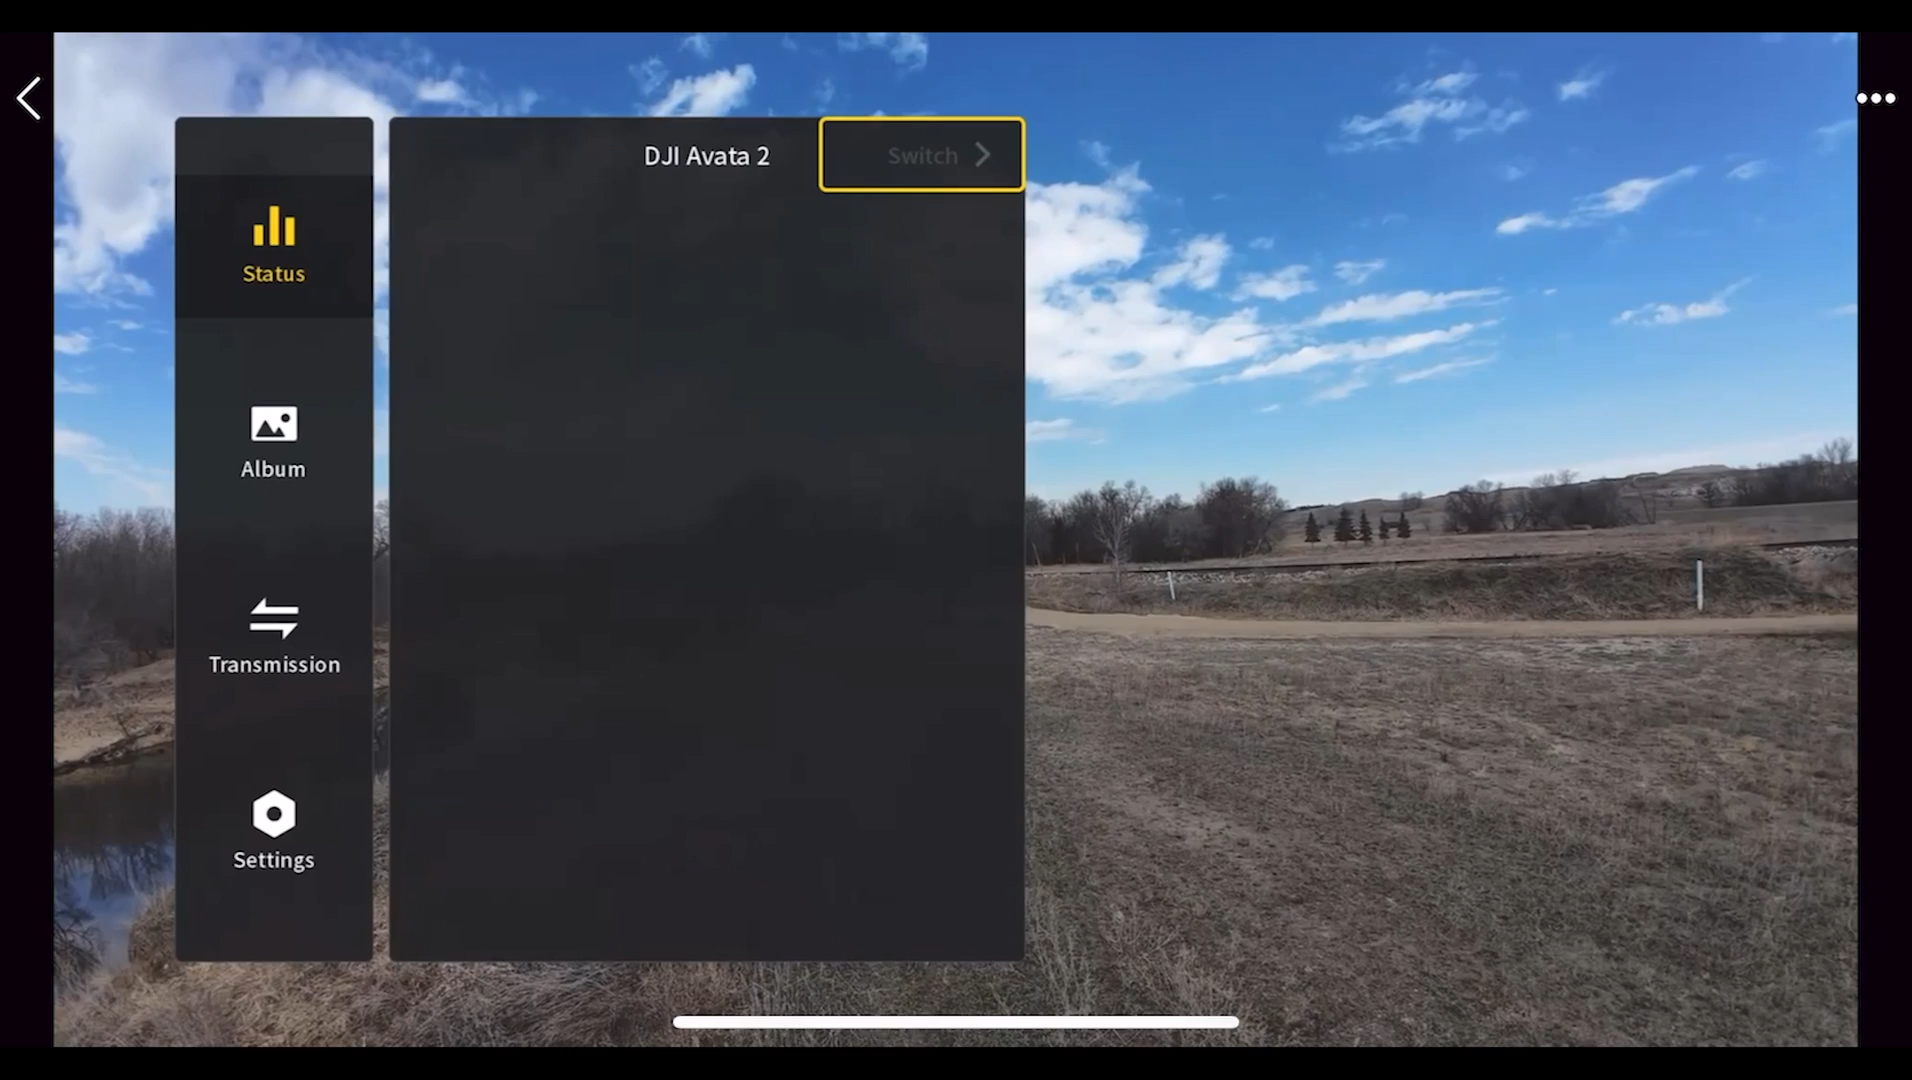 DJI Avata 2
Switch
Status
Album
Transmission
Settings